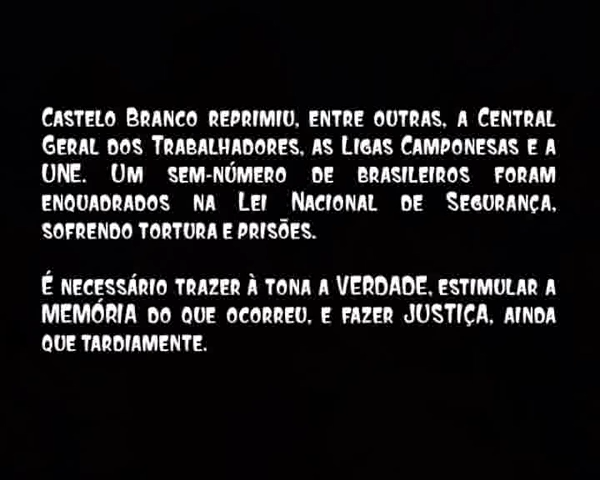 Castelo Branco reprimiu, entre outras, a Central
Geral dos Trabalhadores, as Ligas Camponesas e a
UNE. Um sem-número de brasileiros foram
enquadrados na Lei Nacional de Segurança,
sofrendo tortura e prisões.
É necessário trazer à tona a VERDADE, estimular a
MEMÓRIA do que ocorreu, e fazer JUSTIÇA, ainda
que tardiamente.